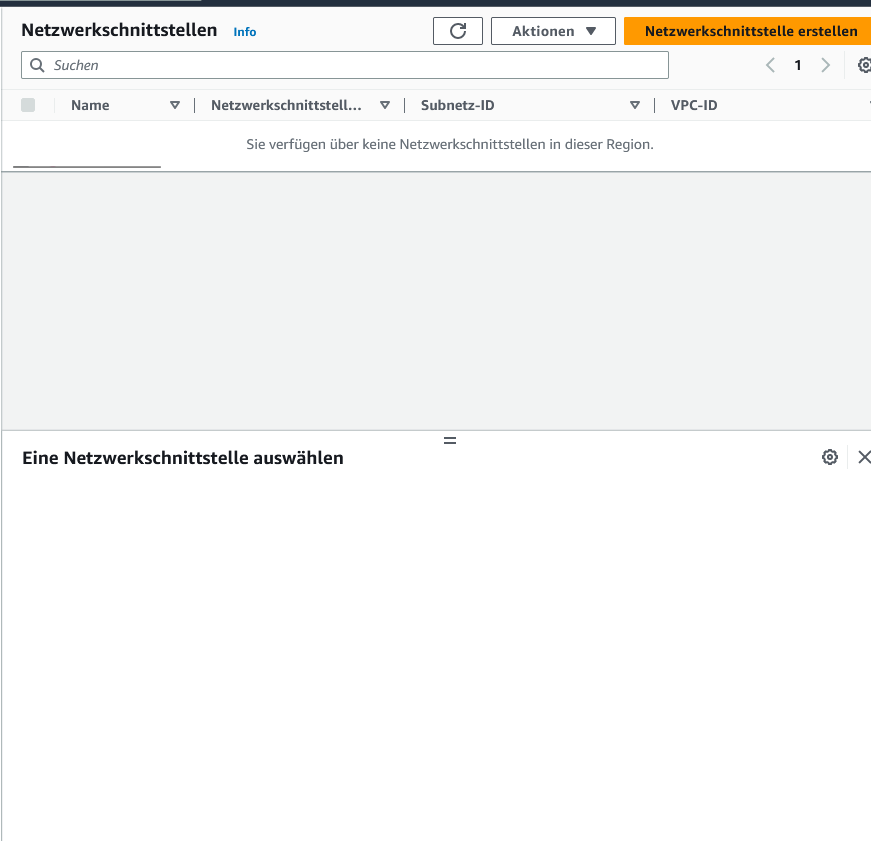 Netzwerkschnittstellen Info Aktionen Netzwerkschnittstelle erstellen
Suchen 1
Name Netzwerkschnittstell... Subnetz-ID VPC-ID
Sie verfügen über keine Netzwerkschnittstellen in dieser Region.
Eine Netzwerkschnittstelle auswählen